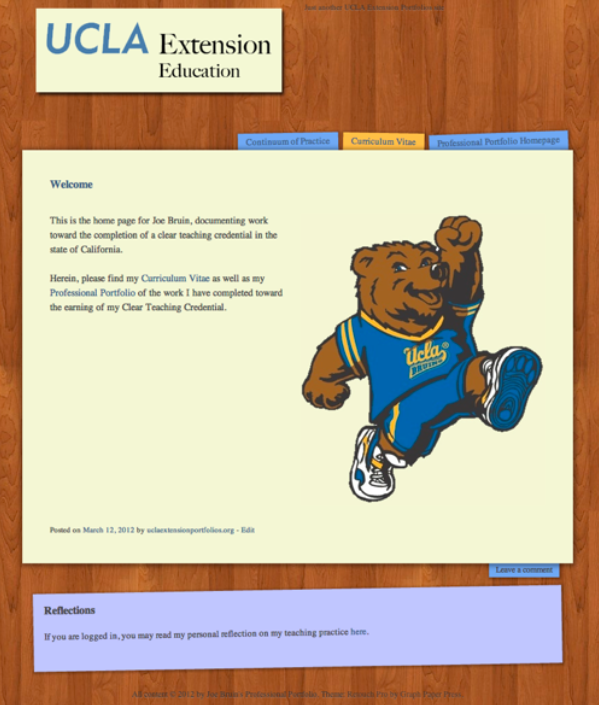 Just another UCLA Extension Portfolios site
UCLA Extension
Education
Continuum of Practice
Curriculum Vitae
Professional Portfolio Homepage
Welcome
This is the home page for Joe Bruin, documenting work
toward the completion of a clear teaching credential in the
state of California.
Herein, please find my Curriculum Vitae as well as my
Professional Portfolio of the work I have completed toward
the earning of my Clear Teaching Credential.
Ucla
BRUINS
Posted on March 12, 2012 by uclaextensionportfolios.org - Edit
Leave a comment
Reflections
If you are logged in, you may read my personal reflection on my teaching practice here.
All content © 2012 by Joe Bruin's Professional Portfolio. Theme: Retouch Pro by Graph Paper Press.